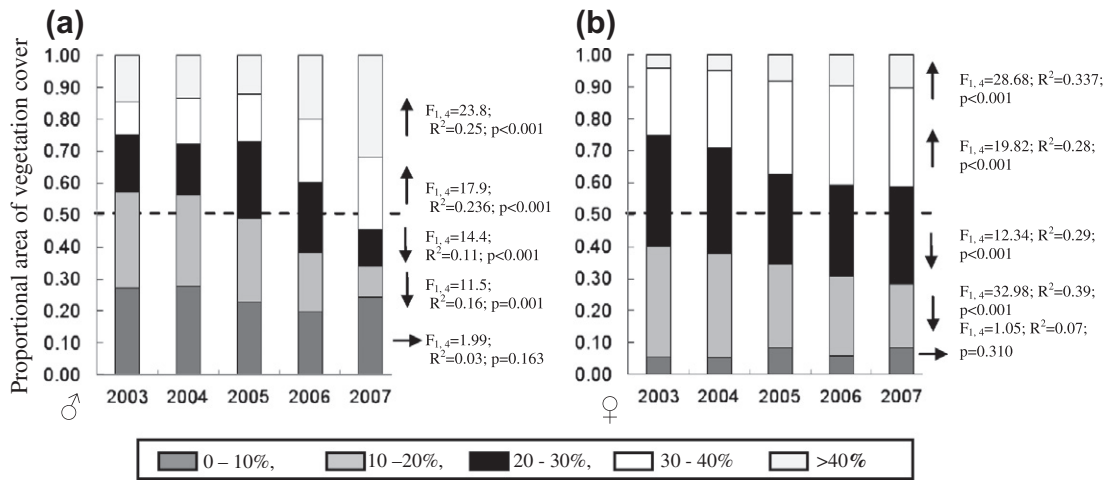 (a)
(b)
Proportional area of vegetation cover
1.00
0.90
0.80
0.70
0.60
0.50
0.40
0.30
0.20
0.10
0.00
♂
2003 2004 2005 2006 2007
F1, 4=23.8;
R²=0.25; p<0.001
F1, 4=17.9;
R²=0.236; p<0.001
F1, 4=14.4;
R²=0.11; p<0.001
F1, 4=11.5;
R²=0.16; p=0.001
F1, 4=1.99;
R²=0.03; p=0.163
1.00
0.90
0.80
0.70
0.60
0.50
0.40
0.30
0.20
0.10
0.00
♀
2003 2004 2005 2006 2007
F1, 4=28.68; R²=0.337;
p<0.001
F1, 4=19.82; R²=0.28;
p<0.001
F1, 4=12.34; R²=0.29;
p<0.001
F1, 4=32.98; R²=0.39;
p<0.001
F1, 4=1.05; R²=0.07;
p=0.310
0 – 10%, 10 –20%, 20 - 30%, 30 - 40% >40%